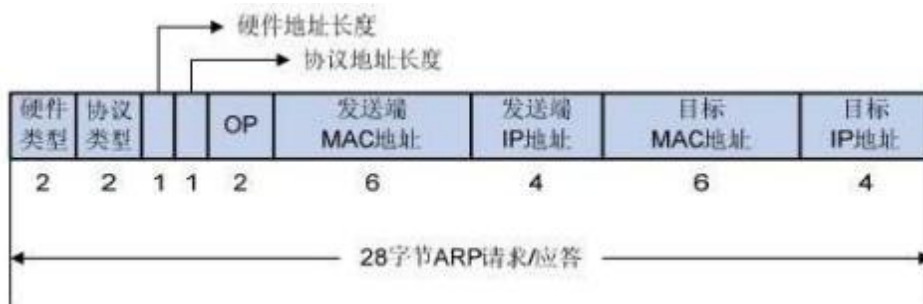 硬件地址长度
协议地址长度
硬件
类型
协议
类型
OP
发送端
MAC地址
发送端
IP地址
目标
MAC地址
目标
IP地址
2 2 1 1 2 6 4 6 4
28字节ARP请求/应答